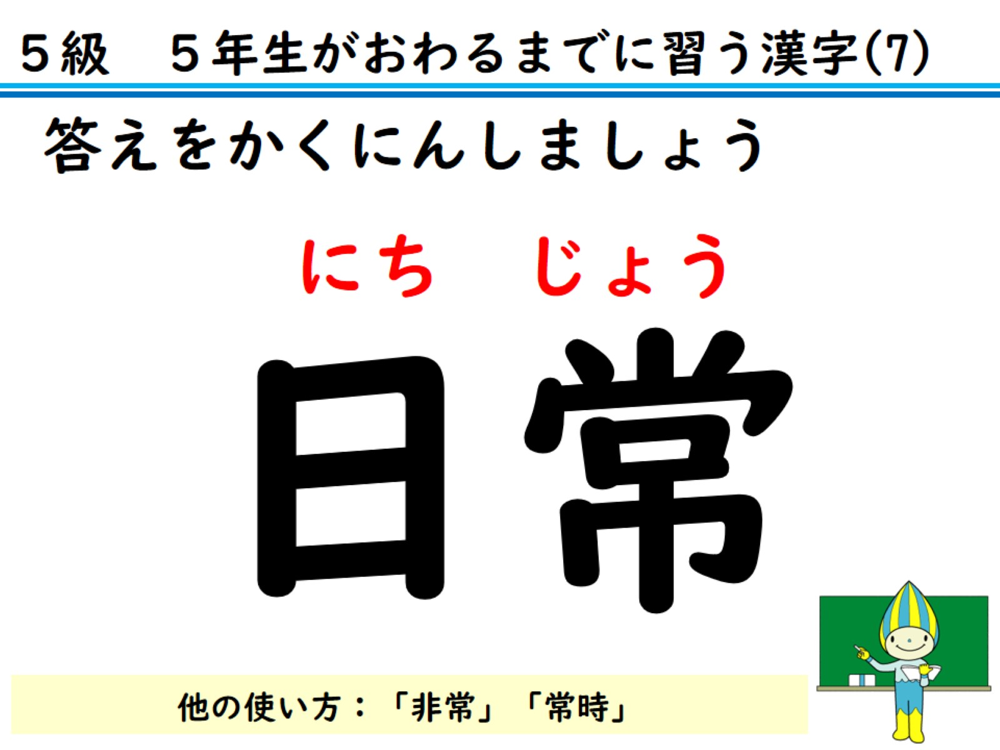 ５級　５年生がおわるまでに習う漢字(7)
答えをかくにんしましょう
にち　じょう
日常
他の使い方：「非常」「常時」